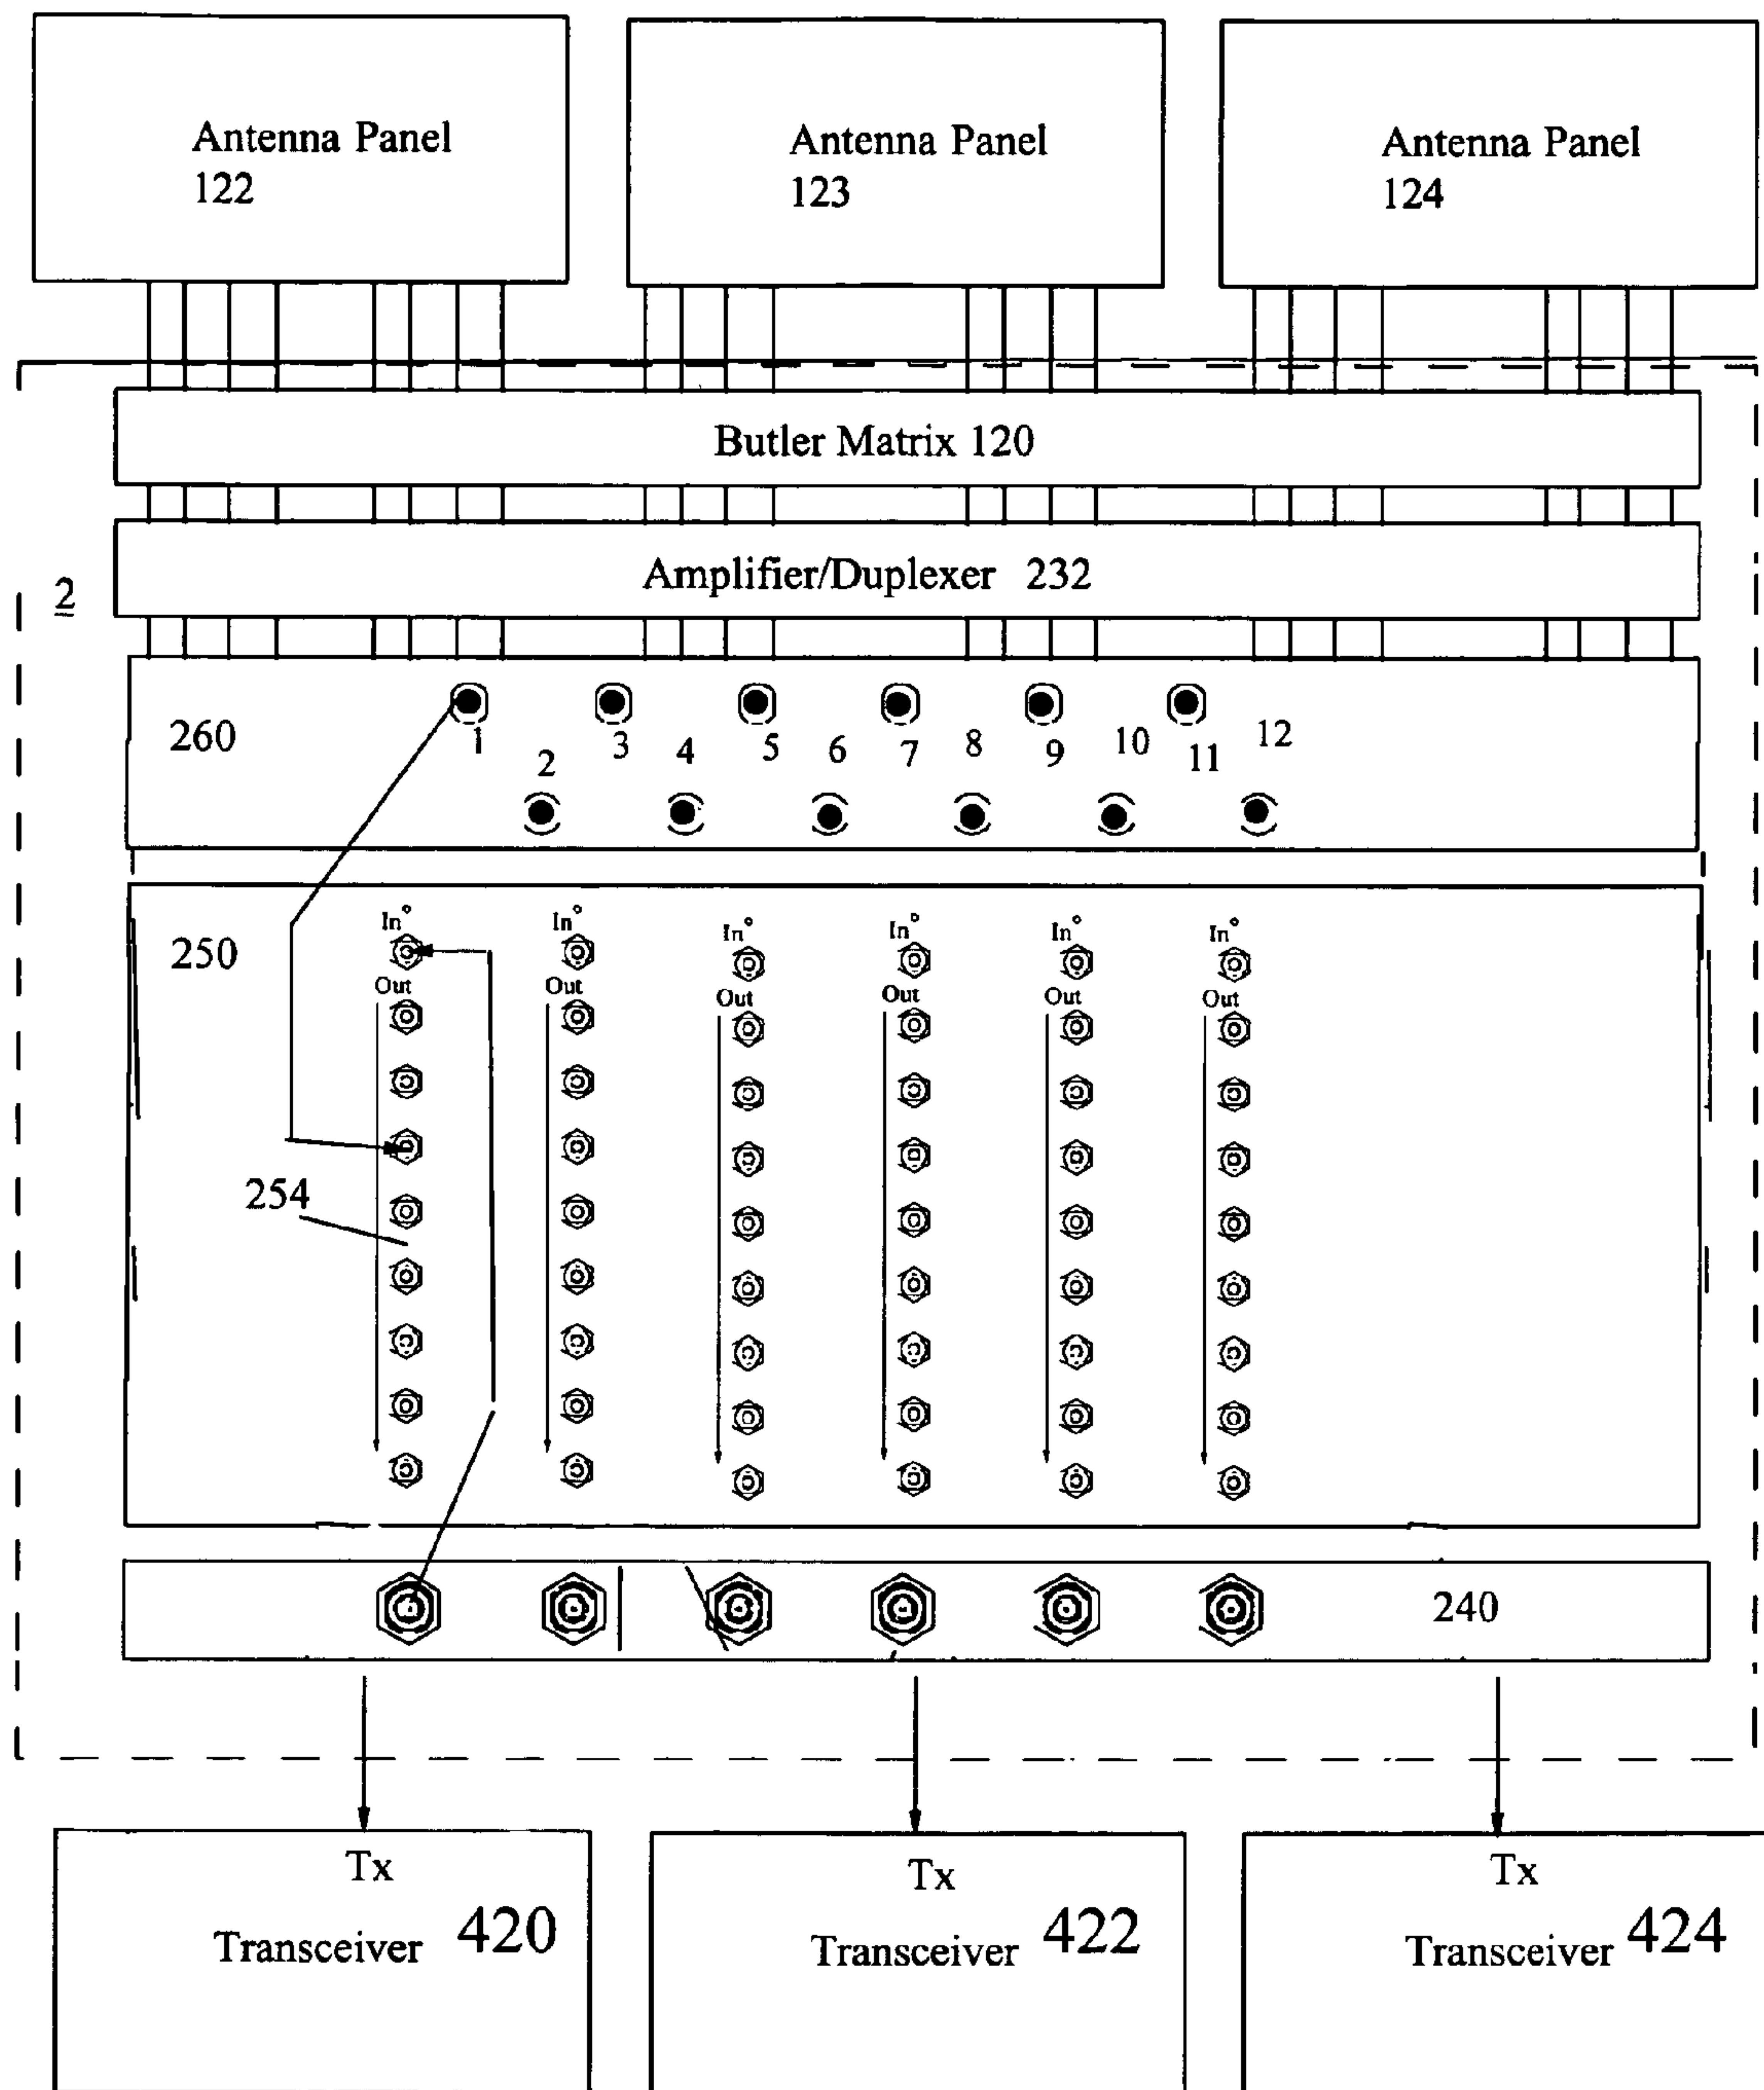 Antenna Panel
122
Antenna Panel
123
Antenna Panel
124
Butler Matrix 120
Amplifier/Duplexer 232
2
260
1 3 5 7 9 11
2 4 6 8 10 12
250
In° In° In° In° In° In°
Out Out Out Out Out Out
254
240
Tx
Transceiver 420
Tx
Transceiver 422
Tx
Transceiver 424